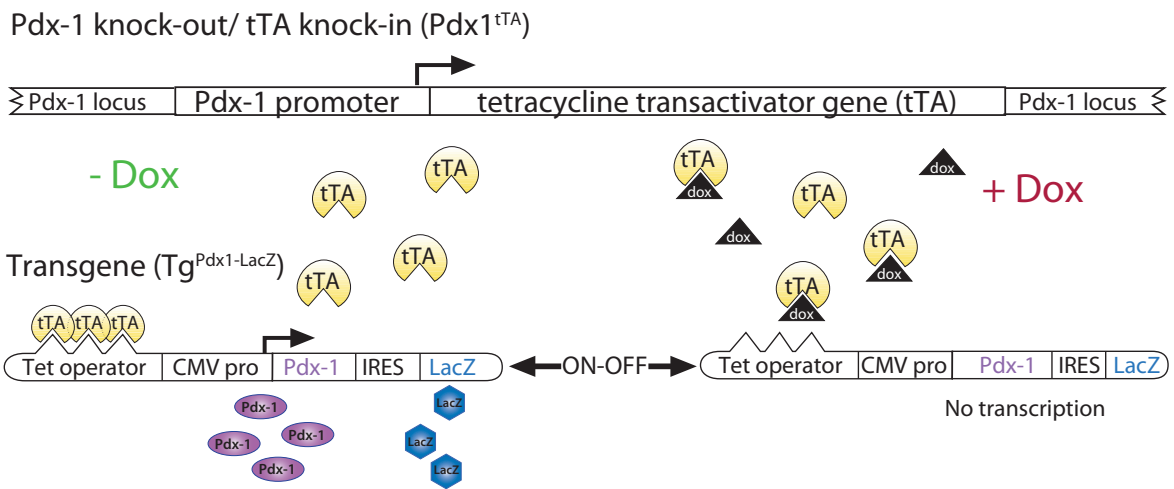 Pdx-1 knock-out/ tTA knock-in (Pdx1tTA)
Pdx-1 locus Pdx-1 promoter tetracycline transactivator gene (tTA) Pdx-1 locus
- Dox
tTA
tTA
tTA
tTA
+ Dox
tTA
dox
dox
tTA
dox
tTA
dox
tTA
dox
Transgene (TgPdx1-LacZ)
tTA tTA tTA
Tet operator CMV pro Pdx-1 IRES LacZ
ON-OFF
Tet operator CMV pro Pdx-1 IRES LacZ
Pdx-1
Pdx-1
Pdx-1
Pdx-1
LacZ
LacZ
LacZ
No transcription